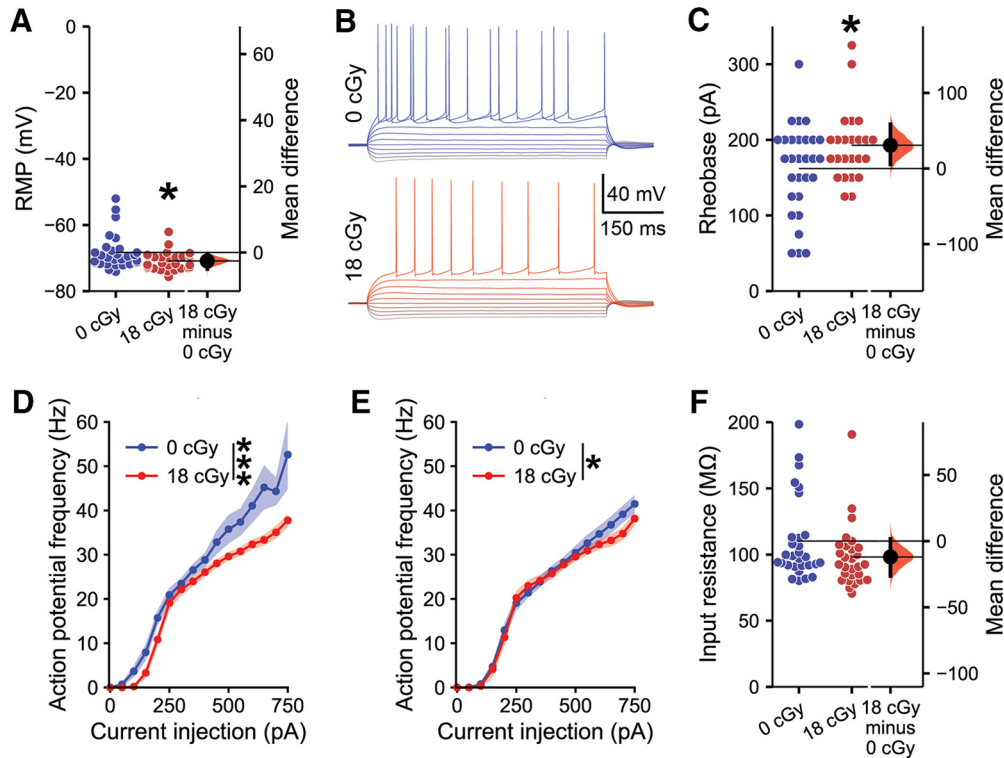 A
RMP (mV)
0
−20
−40
−60
−80
60
40
20
0
Mean difference
*
0 cGy
18 cGy
18 cGy
minus
0 cGy
B
0 cGy
18 cGy
40 mV
150 ms
C
Rheobase (pA)
300
200
100
0
100
0
−100
Mean difference
*
0 cGy
18 cGy
18 cGy
minus
0 cGy
D
Action potential frequency (Hz)
60
50
40
30
20
10
0
0 cGy
18 cGy
***
0
250
500
750
Current injection (pA)
E
Action potential frequency (Hz)
60
50
40
30
20
10
0
0 cGy
18 cGy
*
0
250
500
750
Current injection (pA)
F
Input resistance (MΩ)
200
150
100
50
0
50
0
−50
−100
Mean difference
0 cGy
18 cGy
18 cGy
minus
0 cGy